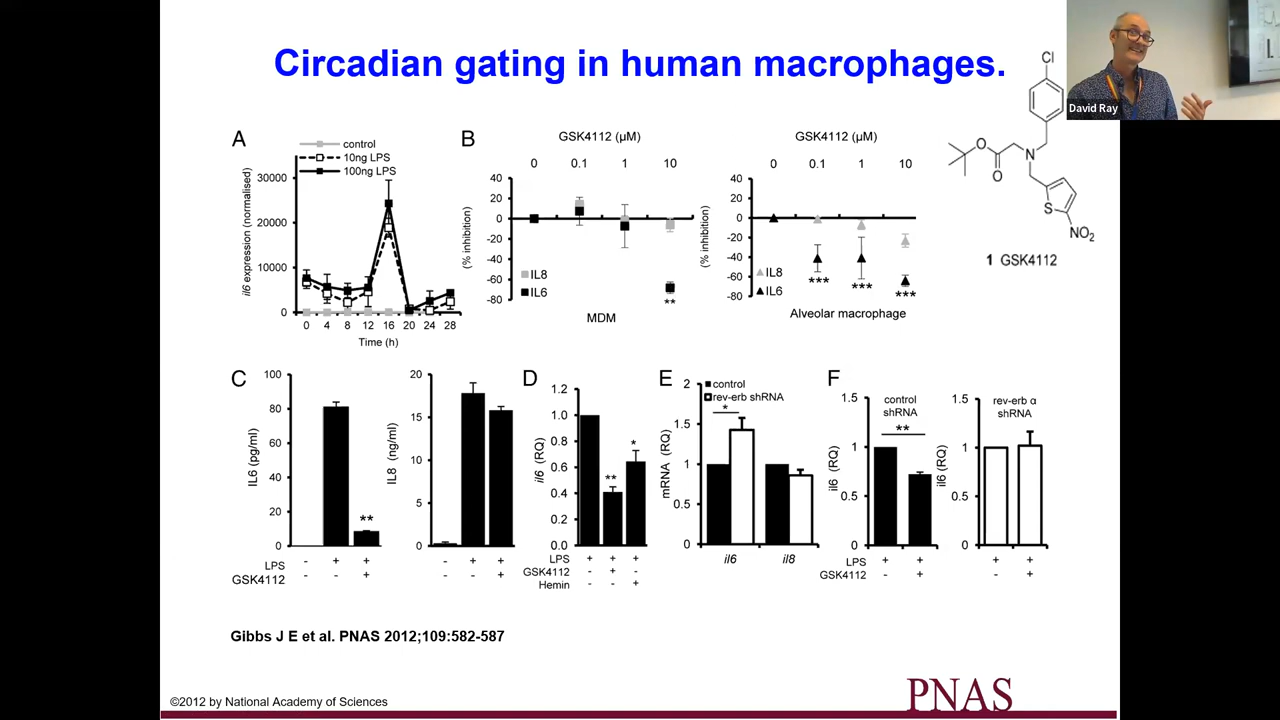 Circadian gating in human macrophages.
David Ray
A
control
10ng LPS
100ng LPS
il6 expression (normalised)
30000
20000
10000
0
0 4 8 12 16 20 24 28
Time (h)
B
GSK4112 (µM)
0 0.1 1 10
(% inhibition)
40
20
0
-20
-40
-60
-80
IL8
IL6
**
MDM
GSK4112 (µM)
0 0.1 1 10
(% inhibition)
40
20
0
-20
-40
-60
-80
IL8
IL6
*** *** ***
Alveolar macrophage
Cl
O
O
N
S
NO2
1 GSK4112
C
IL6 (pg/ml)
100
80
60
40
20
0
**
LPS - + +
GSK4112 - - +
IL8 (ng/ml)
20
15
10
5
0
- + +
- - +
D
il6 (RQ)
1.2
1.0
0.8
0.6
0.4
0.2
0.0
** *
LPS + + +
GSK4112 - + -
Hemin - - +
E
control
rev-erb shRNA
mRNA (RQ)
2
1
0
*
il6 il8
F
control
shRNA
**
il6 (RQ)
1.5
1
0.5
0
LPS + +
GSK4112 - +
rev-erb α
shRNA
il6 (RQ)
1.5
1
0.5
0
+ +
- +
Gibbs J E et al. PNAS 2012;109:582-587
©2012 by National Academy of Sciences
PNAS